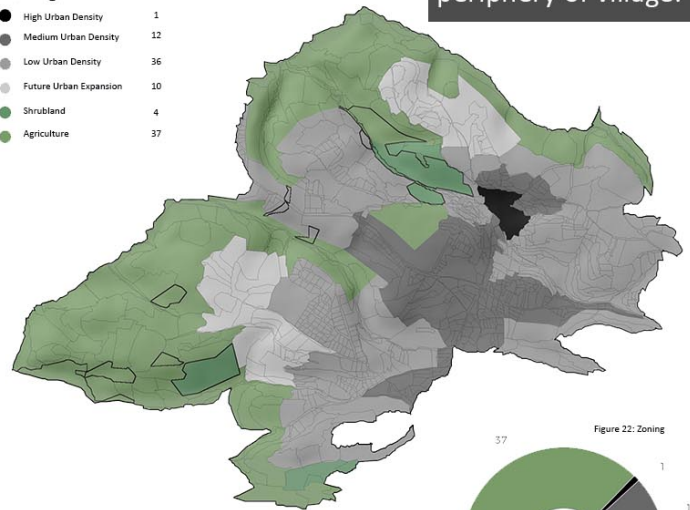 periphery of village.
High Urban Density 1
Medium Urban Density 12
Low Urban Density 36
Future Urban Expansion 10
Shrubland 4
Agriculture 37
Figure 22: Zoning
37
1